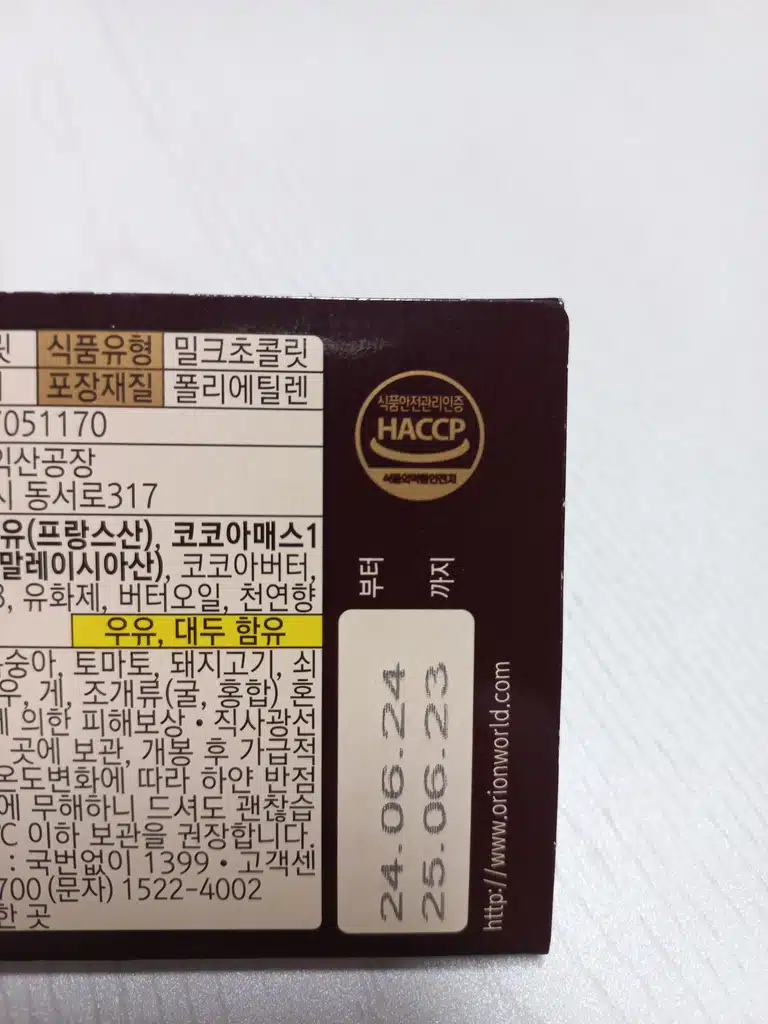 식품유형 밀크초콜릿
포장재질 폴리에틸렌
051170
익산공장
시 동서로317
유(프랑스산), 코코아매스1
말레이시아산), 코코아버터,
유화제, 버터오일, 천연향
우유, 대두 함유
숭아, 토마토, 돼지고기, 쇠
우, 게, 조개류(굴, 홍합) 혼
의한 피해보상 • 직사광선
곳에 보관, 개봉 후 가급적
온도변화에 따라 하얀 반점
에 무해하니 드셔도 괜찮습
℃ 이하 보관을 권장합니다.
: 국번없이 1399 • 고객센
700 (문자) 1522-4002
한 곳
식품안전관리인증
HACCP
식품의약품안전처
24.06.24 부터
25.06.23 까지
http://www.orionworld.com